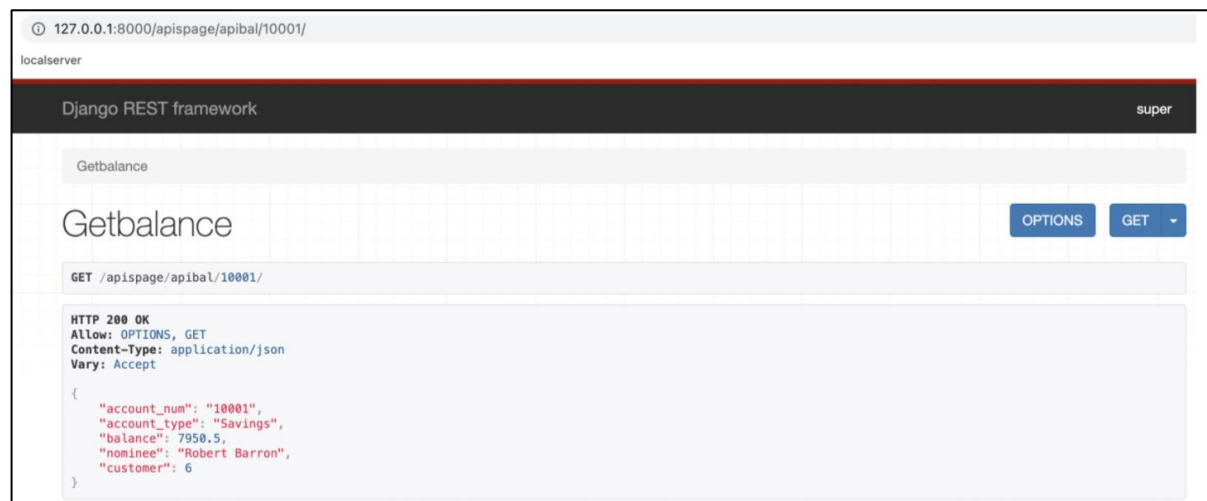 127.0.0.1:8000/apispage/apibal/10001/
localserver
Django REST framework super
Getbalance
Getbalance OPTIONS GET
GET /apispage/apibal/10001/
HTTP 200 OK
Allow: OPTIONS, GET
Content-Type: application/json
Vary: Accept
{
    "account_num": "10001",
    "account_type": "Savings",
    "balance": 7950.5,
    "nominee": "Robert Barron",
    "customer": 6
}